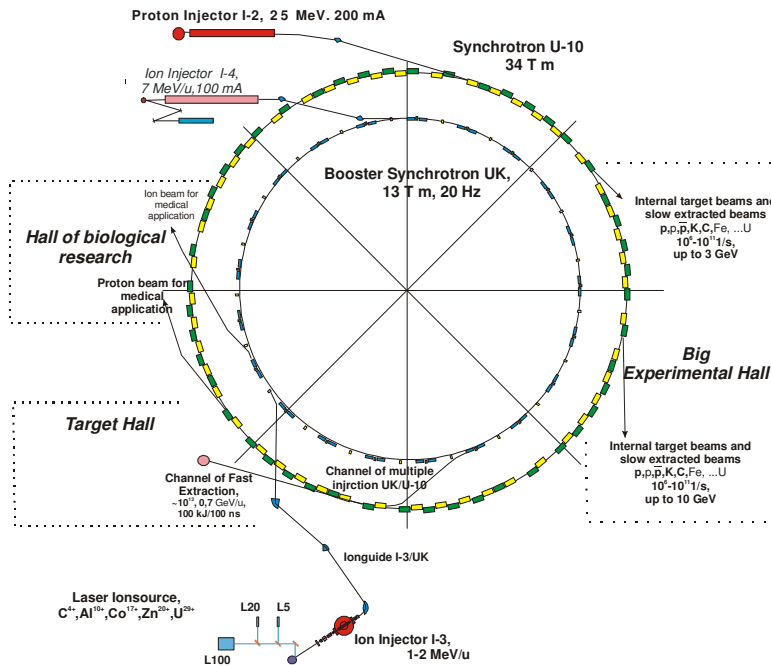 Proton Injector I-2, 25 MeV. 200 mA
Synchrotron U-10
34 T m
Ion Injector I-4,
7 MeV/u,100 mA
Booster Synchrotron UK,
13 T m, 20 Hz
Ion beam for
medical
application
Hall of biological
research
Proton beam for
medical
application
Internal target beams and
slow extracted beams
p,p,p̅,K,C,Fe, ...U
10⁶-10¹¹1/s,
up to 3 GeV
Big
Experimental Hall
Target Hall
Channel of Fast
Extraction,
~10¹³, 0,7 GeV/u,
100 kJ/100 ns
Channel of multiple
injrction UK/U-10
Internal target beams and
slow extracted beams
p,p,p̅,K,C,Fe, ...U
10⁶-10¹¹1/s,
up to 10 GeV
Ionguide I-3/UK
Laser Ionsource,
C⁴⁺,Al¹⁰⁺,Co¹⁷⁺,Zn²⁰⁺,U²⁹⁺
L20
L5
L100
Ion Injector I-3,
1-2 MeV/u